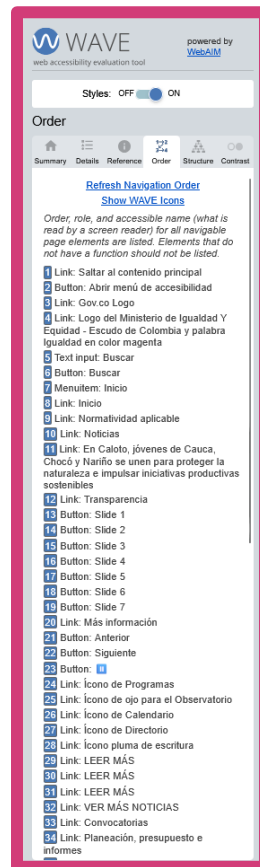 WAVE
powered by
WebAIM
web accessibility evaluation tool
Styles: OFF ON
Order
Summary Details Reference Order Structure Contrast
Refresh Navigation Order
Show WAVE Icons
Order, role, and accessible name (what is
read by a screen reader) for all navigable
page elements are listed. Elements that do
not have a function should not be listed.
1 Link: Saltar al contenido principal
2 Button: Abrir menú de accesibilidad
3 Link: Gov.co Logo
4 Link: Logo del Ministerio de Igualdad Y
Equidad - Escudo de Colombia y palabra
Igualdad en color magenta
5 Text input: Buscar
6 Button: Buscar
7 Menuitem: Inicio
8 Link: Inicio
9 Link: Normatividad aplicable
10 Link: Noticias
11 Link: En Caloto, jóvenes de Cauca,
Chocó y Nariño se unen para proteger la
naturaleza e impulsar iniciativas productivas
sostenibles
12 Link: Transparencia
13 Button: Slide 1
14 Button: Slide 2
15 Button: Slide 3
16 Button: Slide 4
17 Button: Slide 5
18 Button: Slide 6
19 Button: Slide 7
20 Link: Más información
21 Button: Anterior
22 Button: Siguiente
23 Button: ⏸
24 Link: Ícono de Programas
25 Link: Ícono de ojo para el Observatorio
26 Link: Ícono de Calendario
27 Link: Ícono de Directorio
28 Link: Ícono pluma de escritura
29 Link: LEER MÁS
30 Link: LEER MÁS
31 Link: LEER MÁS
32 Link: VER MÁS NOTICIAS
33 Link: Convocatorias
34 Link: Planeación, presupuesto e
informes